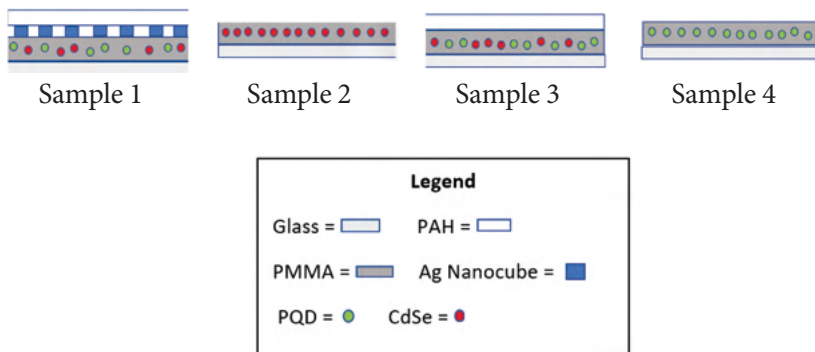 Sample 1 Sample 2 Sample 3 Sample 4
Legend
Glass = PAH =
PMMA = Ag Nanocube =
PQD = CdSe =